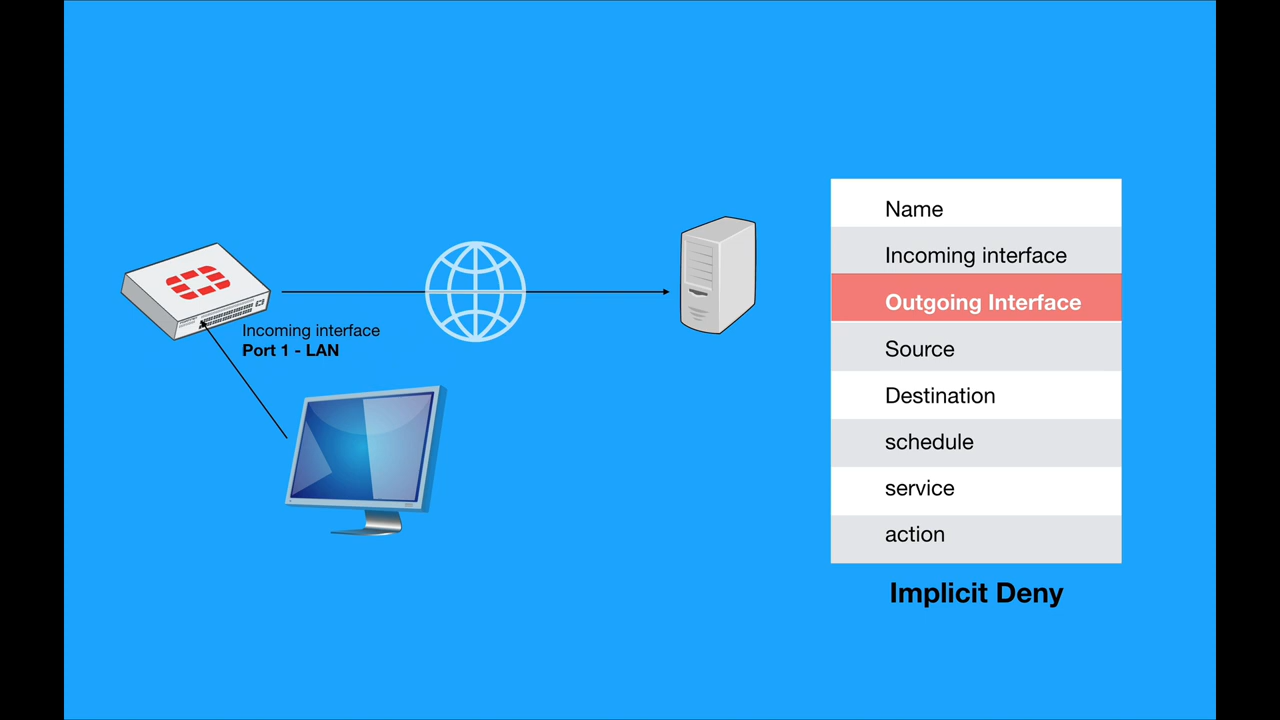 Incoming interface
Port 1 - LAN
Name
Incoming interface
Outgoing Interface
Source
Destination
schedule
service
action
Implicit Deny